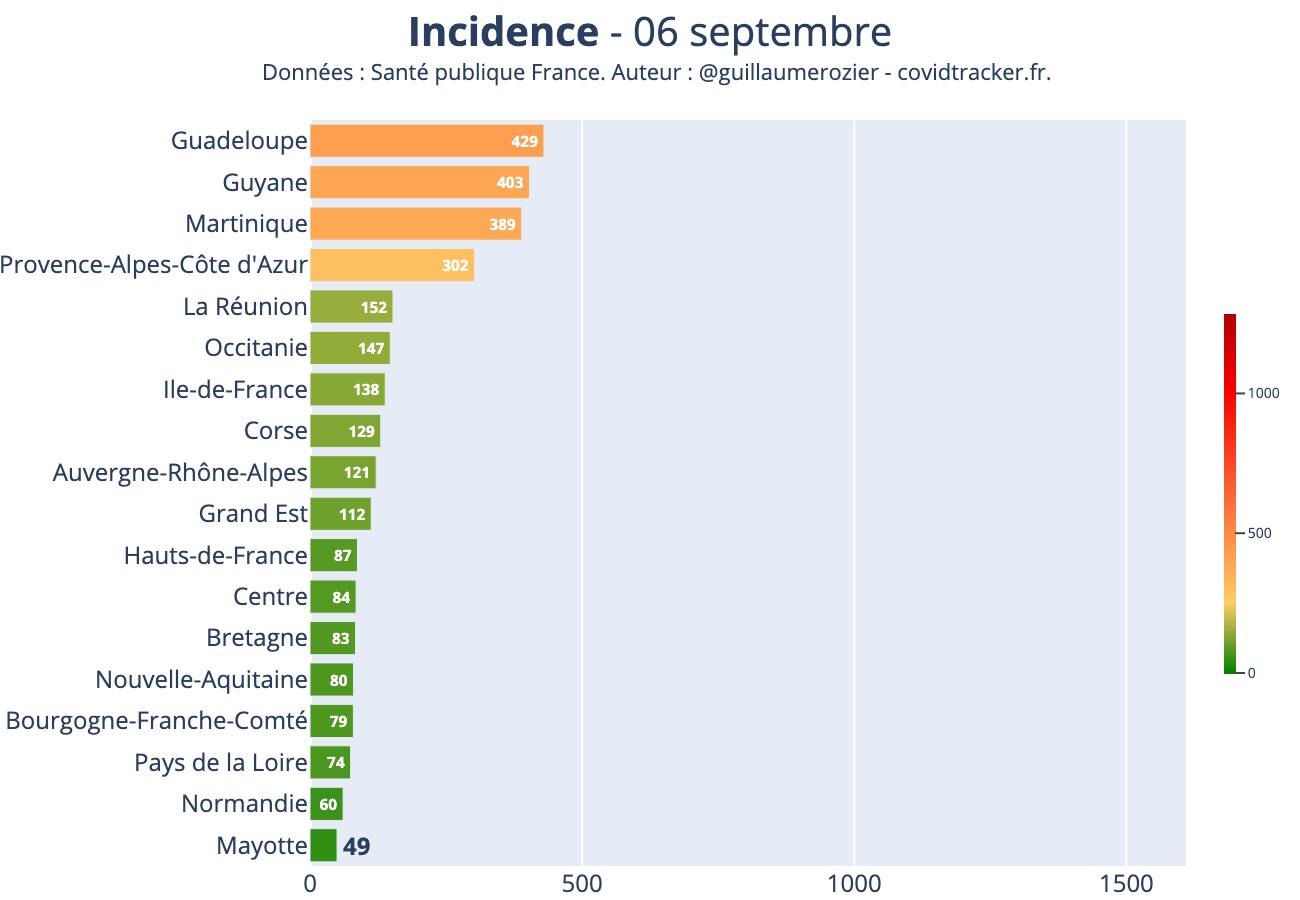 Incidence - 06 septembre
Données : Santé publique France. Auteur : @guillaumerozier - covidtracker.fr.
Guadeloupe 429
Guyane 403
Martinique 389
Provence-Alpes-Côte d'Azur 302
La Réunion 152
Occitanie 147
Ile-de-France 138
Corse 129
Auvergne-Rhône-Alpes 121
Grand Est 112
Hauts-de-France 87
Centre 84
Bretagne 83
Nouvelle-Aquitaine 80
Bourgogne-Franche-Comté 79
Pays de la Loire 74
Normandie 60
Mayotte 49
0 500 1000 1500
1000
500
0